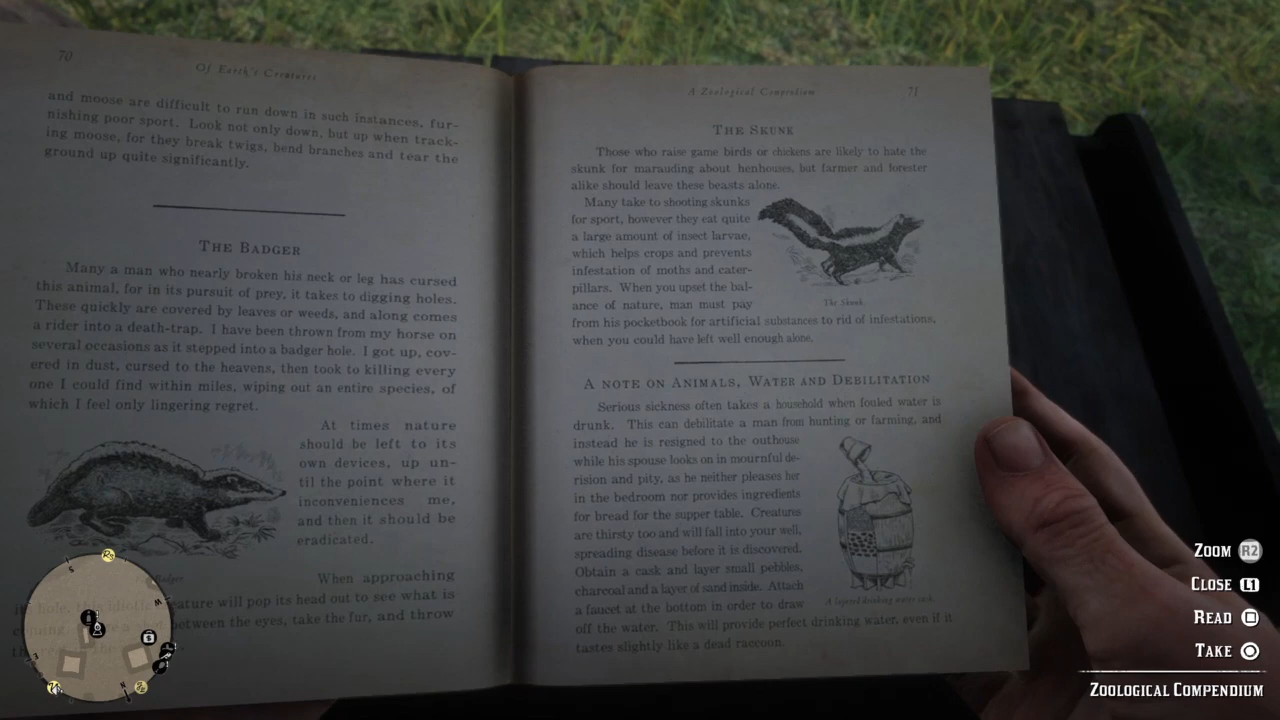 70
Of Earth's Creatures
and moose are difficult to run down in such instances, fur-
nishing poor sport. Look not only down, but up when track-
ing moose, for they break twigs, bend branches and tear the
ground up quite significantly.
THE BADGER
Many a man who nearly broken his neck or leg has cursed
this animal, for in its pursuit of prey, it takes to digging holes.
These quickly are covered by leaves or weeds, and along comes
a rider into a death-trap. I have been thrown from my horse on
several occasions as it stepped into a badger hole. I got up, cov-
ered in dust, cursed to the heavens, then took to killing every
one I could find within miles, wiping out an entire species, of
which I feel only lingering regret.
At times nature
should be left to its
own devices, up un-
til the point where it
inconveniences me,
and then it should be
eradicated.
Badger
When approaching
hole, this idiotic creature will pop its head out to see what is
coming. between the eyes, take the fur, and throw
A Zoological Compendium
71
THE SKUNK
Those who raise game birds or chickens are likely to hate the
skunk for marauding about henhouses, but farmer and forester
alike should leave these beasts alone.
Many take to shooting skunks
for sport, however they eat quite
a large amount of insect larvae,
which helps crops and prevents
infestation of moths and cater-
pillars. When you upset the bal-
ance of nature, man must pay
from his pocketbook for artificial substances to rid of infestations,
when you could have left well enough alone.
The Skunk.
A NOTE ON ANIMALS, WATER AND DEBILITATION
Serious sickness often takes a household when fouled water is
drunk. This can debilitate a man from hunting or farming, and
instead he is resigned to the outhouse
while his spouse looks on in mournful de-
rision and pity, as he neither pleases her
in the bedroom nor provides ingredients
for bread for the supper table. Creatures
are thirsty too and will fall into your well,
spreading disease before it is discovered.
Obtain a cask and layer small pebbles,
charcoal and a layer of sand inside. Attach
a faucet at the bottom in order to draw
off the water. This will provide perfect drinking water, even if it
tastes slightly like a dead raccoon.
A layered drinking water cask.
ZOOM R2
CLOSE L1
READ
TAKE
ZOOLOGICAL COMPENDIUM